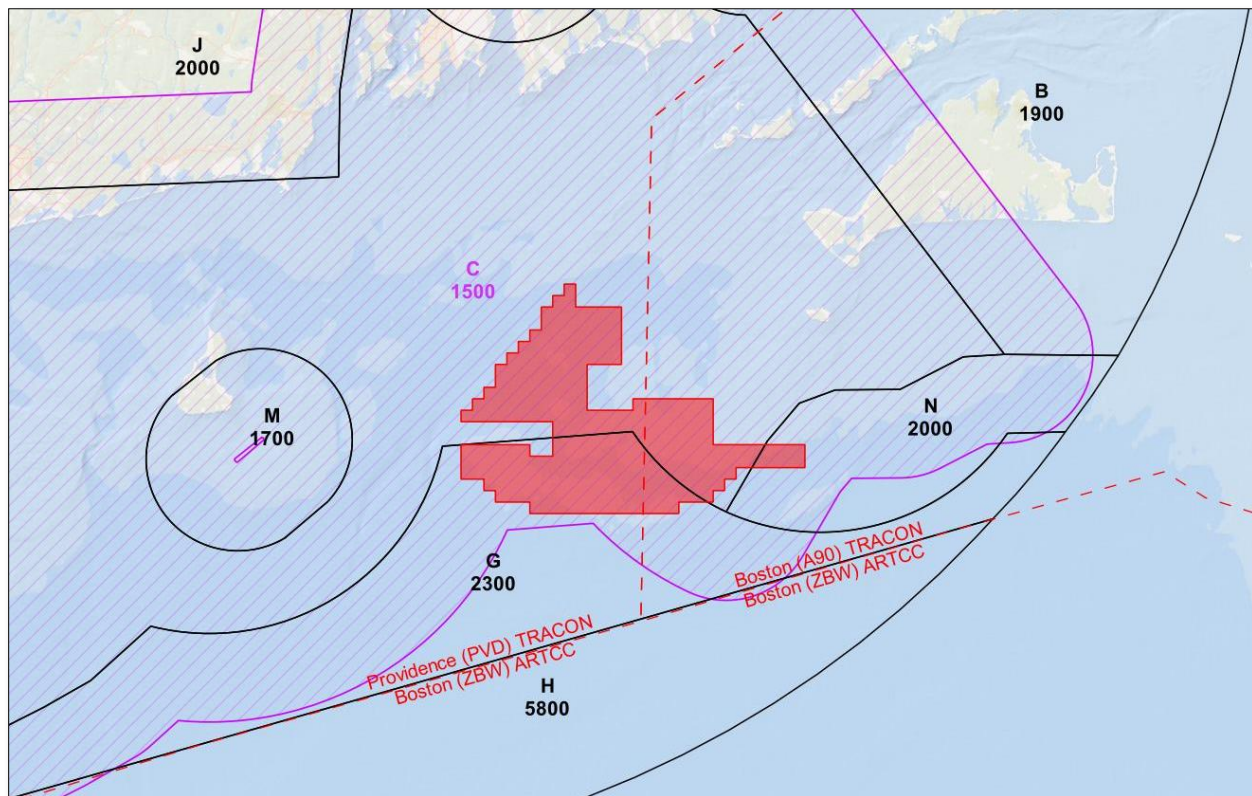 J
2000
B
1900
C
1500
M
1700
N
2000
G
2300
Boston (A90) TRACON
Boston (ZBW) ARTCC
Providence (PVD) TRACON
Boston (ZBW) ARTCC
H
5800